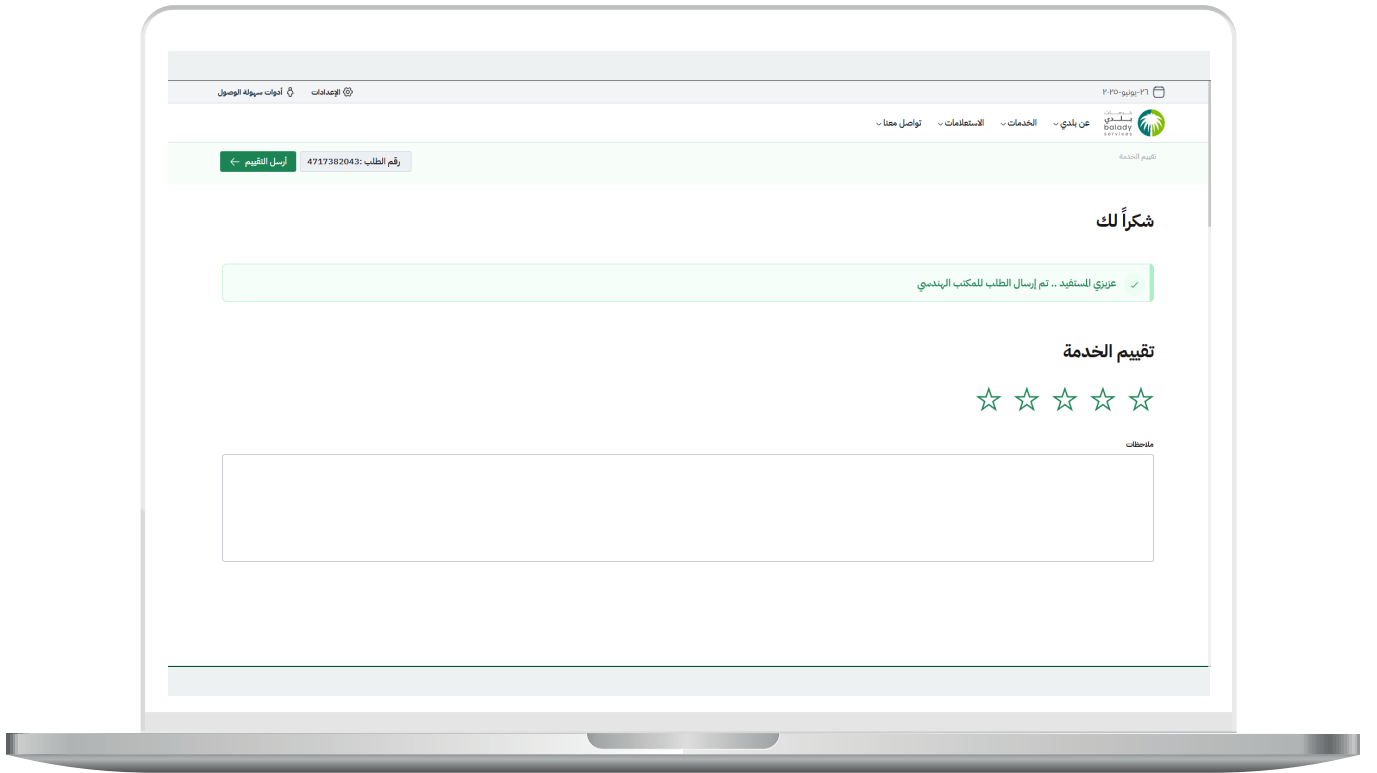 ٢٦-يونيو-٢٠٢٥
الإعدادات
أدوات سهولة الوصول
خدمات
بلدي
balady
services
عن بلدي
الخدمات
الاستعلامات
تواصل معنا
تقييم الخدمة
رقم الطلب :4717382043
أرسل التقييم
شكراً لك
عزيزي المستفيد .. تم إرسال الطلب للمكتب الهندسي
تقييم الخدمة
ملاحظات